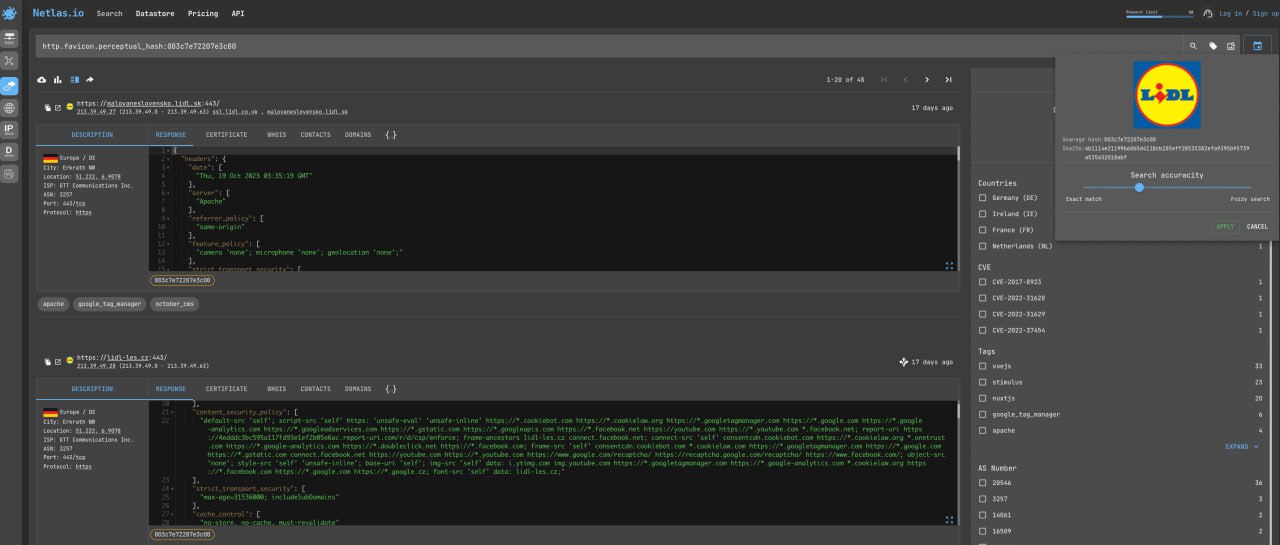 Netlas.io Search Datastore Pricing API
Request limit 50
Log in / Sign up
http.favicon.perceptual_hash:003c7e72207e3c00
1-20 of 48
https://malovaneslovensko.lidl.sk:443/
213.39.49.27 (213.39.49.0 - 213.39.49.63) ssl.lidl.co.uk , malovaneslovensko.lidl.sk
17 days ago
DESCRIPTION RESPONSE CERTIFICATE WHOIS CONTACTS DOMAINS {.}
Europe / DE
City: Erkrath NW
Location: 51.222, 6.9078
ISP: GTT Communications Inc.
ASN: 3257
Port: 443/tcp
Protocol: https
1 {
2 "headers": {
3 "date": [
4 "Thu, 19 Oct 2023 03:35:19 GMT"
5 ],
6 "server": [
7 "Apache"
8 ],
9 "referrer_policy": [
10 "same-origin"
11 ],
12 "feature_policy": [
13 "camera 'none'; microphone 'none'; geolocation 'none';"
14 ],
15 "strict_transport_security": [
003c7e72207e3c00
apache google_tag_manager october_cms
https://lidl-les.cz:443/
213.39.49.28 (213.39.49.0 - 213.39.49.63)
17 days ago
DESCRIPTION RESPONSE CERTIFICATE WHOIS CONTACTS DOMAINS {.}
Europe / DE
City: Erkrath NW
Location: 51.222, 6.9078
ISP: GTT Communications Inc.
ASN: 3257
Port: 443/tcp
Protocol: https
20 ],
21 "content_security_policy": [
22 "default-src 'self'; script-src 'self' https: 'unsafe-eval' 'unsafe-inline' https://*.cookiebot.com https://*.cookielaw.org https://*.googletagmanager.com https://*.google.com https://*.google
-analytics.com https://*.googleadservices.com https://*.gstatic.com https://*.googleapis.com https://*.facebook.net https://youtube.com *.facebook.net; report-uri https
frame-ancestors lidl-les.cz connect.facebook.net; connect-src 'self' consentcdn.cookiebot.com https://*.cookielaw.org *.onetrust
.com https://*.google-analytics.com https://*.doubleclick.net https://*.facebook.com; frame-src 'self' consentcdn.cookiebot.com *.cookielaw.org https://*.googletagmanager.com https://*.google.com
https://*.gstatic.com connect.facebook.net https://youtube.com https://*.youtube.com https://www.google.com/recaptcha/ https://recaptcha.google.com/recaptcha/ https://www.facebook.com/; object-src
'none'; style-src 'self' 'unsafe-inline'; base-uri 'self'; img-src 'self' data: i.ytimg.com img.youtube.com https://*.googletagmanager.com https://*.google-analytics.com *.cookielaw.org https
://*.facebook.com https://*.google.com https://*.google.cz; font-src 'self' data: lidl-les.cz;"
23 ],
24 "strict_transport_security": [
25 "max-age=31536000; includeSubDomains"
26 ],
27 "cache_control": [
28 "no-store, no-cache, must-revalidate"
003c7e72207e3c00
LIDL
Avarage hash:003c7e72207e3c00
Sha256:
Search accuracity
Exact match Fuzzy search
APPLY CANCEL
Countries
Germany (DE)
Ireland (IE)
France (FR)
Netherlands (NL) 1
CVE
CVE-2017-8923 1
CVE-2022-31628 1
CVE-2022-31629 1
CVE-2022-37454 1
Tags
vuejs 33
stimulus 23
nuxtjs 20
google_tag_manager 6
apache 4
EXPAND
AS Number
20546 36
3257 3
14061 2
16509 2